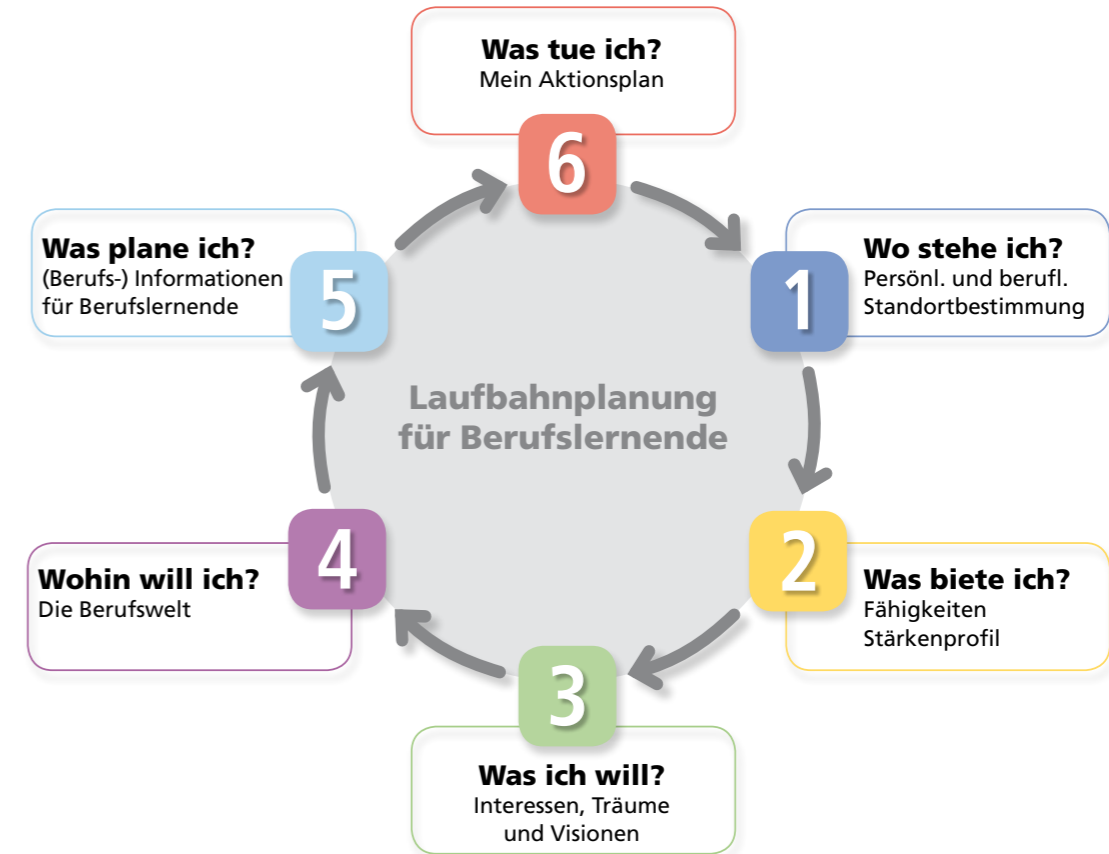 Was tue ich?
Mein Aktionsplan
6
Was plane ich?
(Berufs-) Informationen
für Berufslernende
5
Wo stehe ich?
Persönl. und berufl.
Standortbestimmung
1
Laufbahnplanung
für Berufslernende
Wohin will ich?
Die Berufswelt
4
Was biete ich?
Fähigkeiten
Stärkenprofil
2
3
Was ich will?
Interessen, Träume
und Visionen